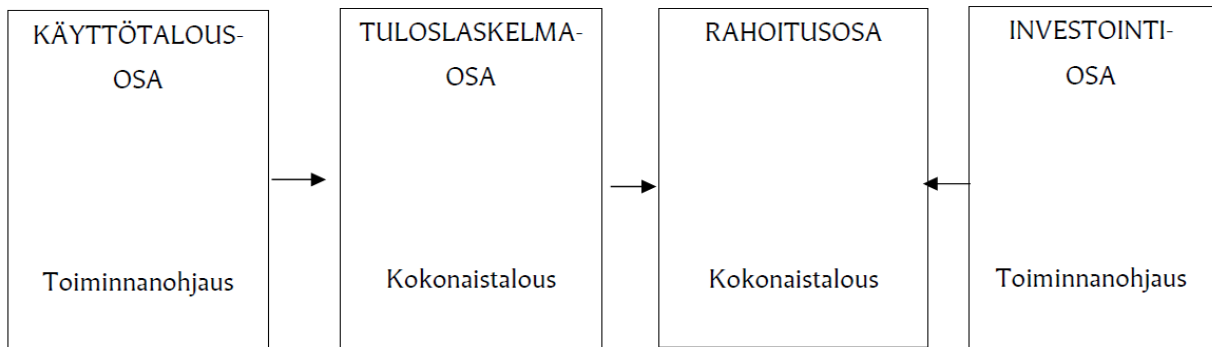 KÄYTTÖTALOUS-
OSA
Toiminnanohjaus
TULOSLASKELMA-
OSA
Kokonaistalous
RAHOITUSOSA
Kokonaistalous
INVESTOINTI-
OSA
Toiminnanohjaus